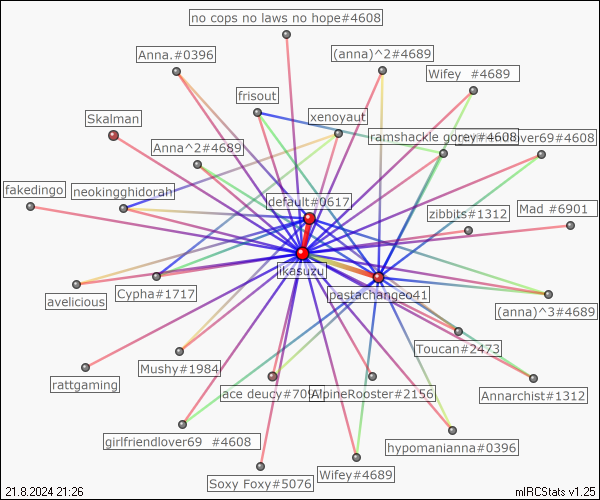 no cops no laws no hope#4608
Anna.#0396
(anna)^2#4689
Wifey #4689
frisout
Skalman
xenoyaut
ramshackle gorey#4608
over69#4608
Anna^2#4689
fakedingo
neokingghidorah
default#0617
zibbits#1312
Mad #6901
ikasuzu
pastachangeo41
avelicious
Cypha#1717
(anna)^3#4689
Toucan#2473
Mushy#1984
rattgaming
ace deucy#709
AlpineRooster#2156
Annarchist#1312
girlfriendlover69 #4608
hypomanianna#0396
Soxy Foxy#5076
Wifey#4689
21.8.2024 21:26
mIRCStats v1.25